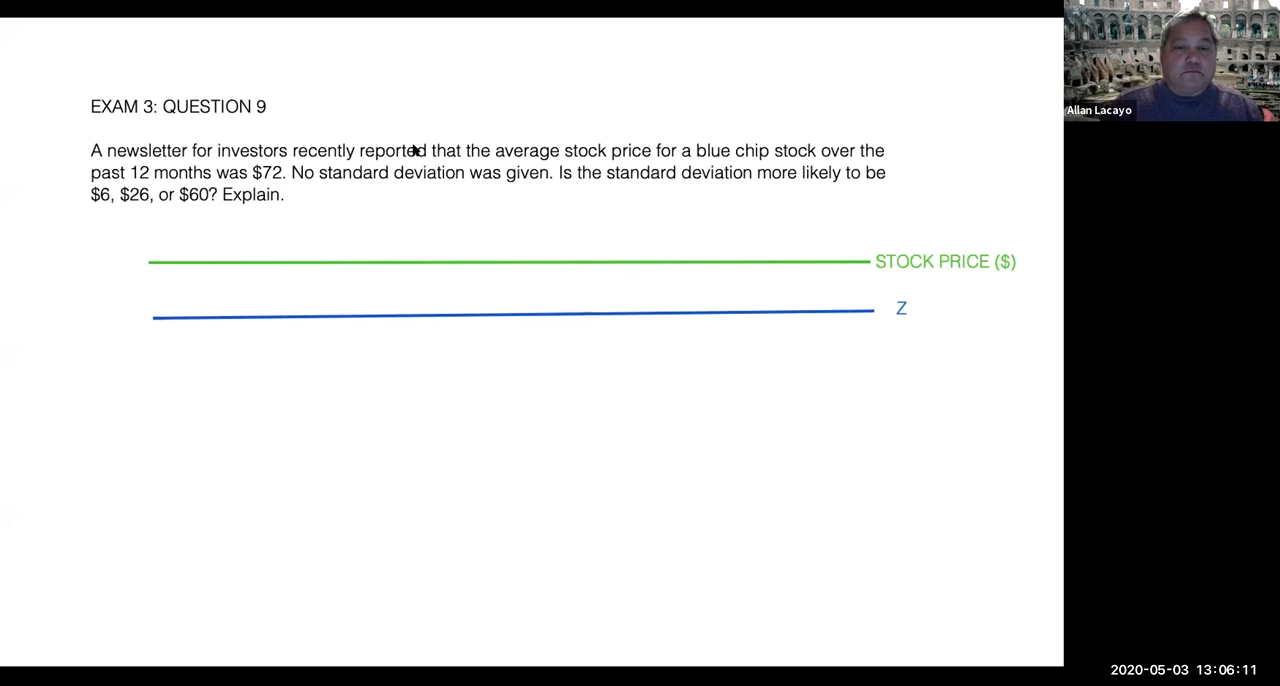 EXAM 3: QUESTION 9
A newsletter for investors recently reported that the average stock price for a blue chip stock over the
past 12 months was $72. No standard deviation was given. Is the standard deviation more likely to be
$6, $26, or $60? Explain.
STOCK PRICE ($)
Z
Allan Lacayo
2020-05-03 13:06:11